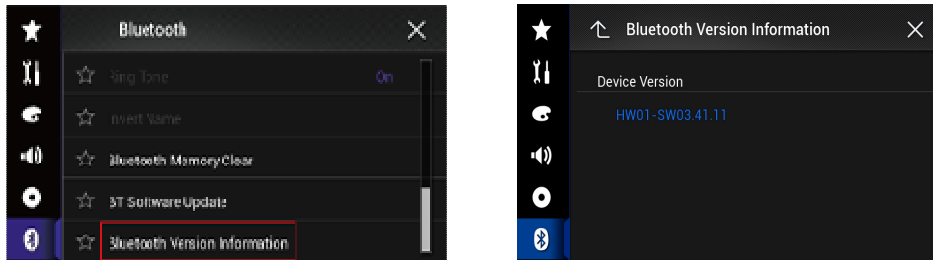 Bluetooth
Ring Tone On
Invert Name
Bluetooth Memory Clear
BT Software Update
Bluetooth Version Information
Bluetooth Version Information
Device Version
HW01-SW03.41.11